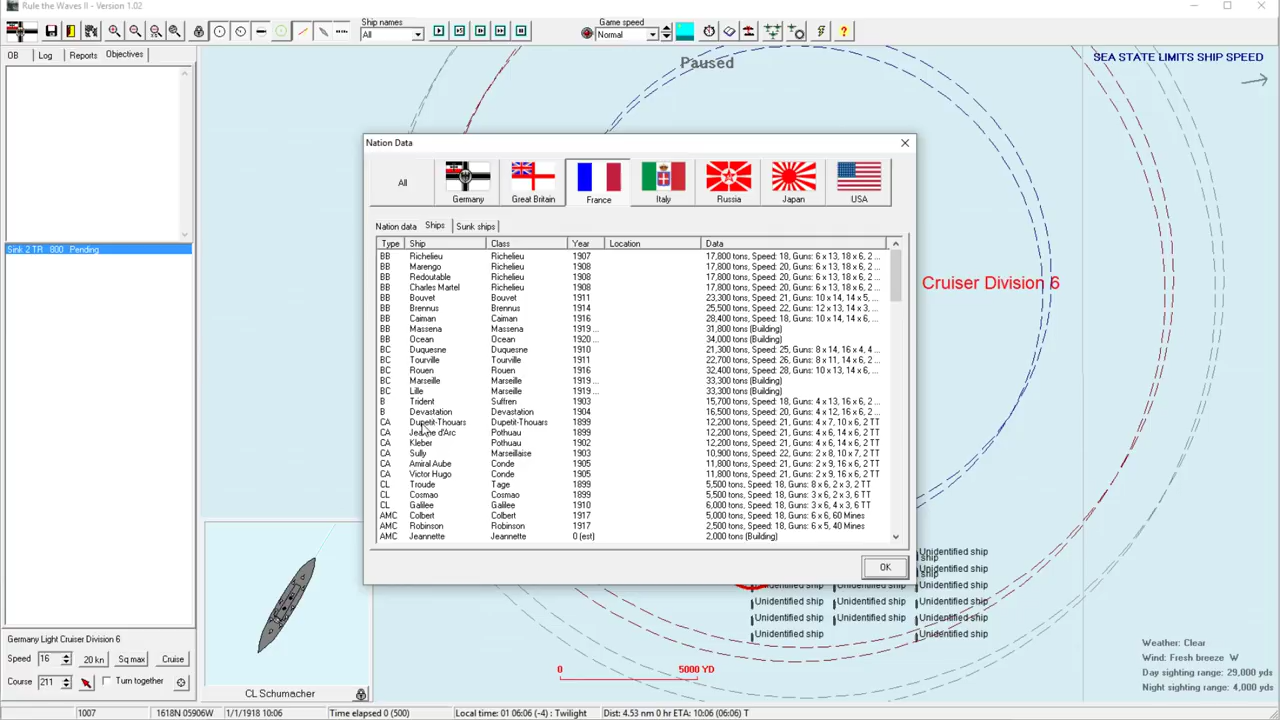 Rule the Waves II - Version 1.02
Ship names
All
Game speed
Normal
OB Log Reports Objectives
Paused
SEA STATE LIMITS SHIP SPEED
Sink 2 TR 800 Pending
Nation Data
All Germany Great Britain France Italy Russia Japan USA
Nation data Ships Sunk ships
Type Ship Class Year Location Data
BB Richelieu Richelieu 1907 17,800 tons, Speed: 18, Guns: 6 x 13, 18 x 6, 2 ...
BB Marengo Richelieu 1908 17,800 tons, Speed: 20, Guns: 6 x 13, 18 x 6, 2 ...
BB Redoutable Richelieu 1908 17,800 tons, Speed: 20, Guns: 6 x 13, 18 x 6, 2 ...
BB Charles Martel Richelieu 1908 17,800 tons, Speed: 20, Guns: 6 x 13, 18 x 6, 2 ...
BB Bouvet Bouvet 1911 23,300 tons, Speed: 21, Guns: 10 x 14, 14 x 5, ...
BB Brennus Brennus 1914 25,500 tons, Speed: 22, Guns: 12 x 13, 14 x 3, ...
BB Caiman Caiman 1916 28,400 tons, Speed: 18, Guns: 10 x 14, 14 x 6, ...
BB Massena Massena 1919 ... 31,800 tons (Building)
BB Ocean Ocean 1920 ... 34,000 tons (Building)
BC Duquesne Duquesne 1910 21,300 tons, Speed: 25, Guns: 8 x 14, 16 x 4, 4 ...
BC Tourville Tourville 1911 22,700 tons, Speed: 26, Guns: 8 x 11, 14 x 6, 2 ...
BC Rouen Rouen 1916 32,400 tons, Speed: 28, Guns: 10 x 13, 14 x 6, ...
BC Marseille Marseille 1919 ... 33,300 tons (Building)
BC Lille Marseille 1919 ... 33,300 tons (Building)
B Trident Suffren 1903 15,700 tons, Speed: 18, Guns: 4 x 13, 16 x 6, 2 ...
B Devastation Devastation 1904 16,500 tons, Speed: 20, Guns: 4 x 12, 16 x 6, 2 ...
CA Dupetit-Thouars Dupetit-Thouars 1899 12,200 tons, Speed: 21, Guns: 4 x 7, 10 x 6, 2 TT
CA Jeanne d'Arc Pothuau 1899 12,200 tons, Speed: 21, Guns: 4 x 6, 14 x 6, 2 TT
CA Kleber Pothuau 1902 12,200 tons, Speed: 21, Guns: 4 x 6, 14 x 6, 2 TT
CA Sully Marseillaise 1903 10,900 tons, Speed: 22, Guns: 2 x 8, 10 x 7, 2 TT
CA Amiral Aube Conde 1905 11,800 tons, Speed: 21, Guns: 2 x 9, 16 x 6, 2 TT
CA Victor Hugo Conde 1905 11,800 tons, Speed: 21, Guns: 2 x 9, 16 x 6, 2 TT
CL Troude Tage 1899 5,500 tons, Speed: 18, Guns: 8 x 6, 2 x 3, 2 TT
CL Cosmao Cosmao 1899 5,500 tons, Speed: 18, Guns: 3 x 6, 2 x 3, 6 TT
CL Galilee Galilee 1910 6,000 tons, Speed: 18, Guns: 3 x 6, 4 x 3, 6 TT
AMC Colbert Colbert 1917 5,000 tons, Speed: 18, Guns: 6 x 6, 60 Mines
AMC Robinson Robinson 1917 2,500 tons, Speed: 18, Guns: 6 x 5, 40 Mines
AMC Jeannette Jeannette 0 (est) 2,000 tons (Building)
OK
Cruiser Division 6
Unidentified ship
ship
Unidentified ship
ship
Unidentified ship Unidentified ship Unidentified ship
Unidentified ship Unidentified ship Unidentified ship
Unidentified ship Unidentified ship Unidentified ship
Unidentified ship Unidentified ship
Germany Light Cruiser Division 6
Speed 16 20 kn Sq max Cruise
Course 211 Turn together
CL Schumacher
0 5000 YD
Weather: Clear
Wind: Fresh breeze W
Day sighting range: 29,000 yds
Night sighting range: 4,000 yds
1007 1618N 05906W 1/1/1918 10:06 Time elapsed 0 (500) Local time: 01 06:06 (-4) : Twilight Dist: 4.53 nm 0 hr ETA: 10:06 (06:06) T